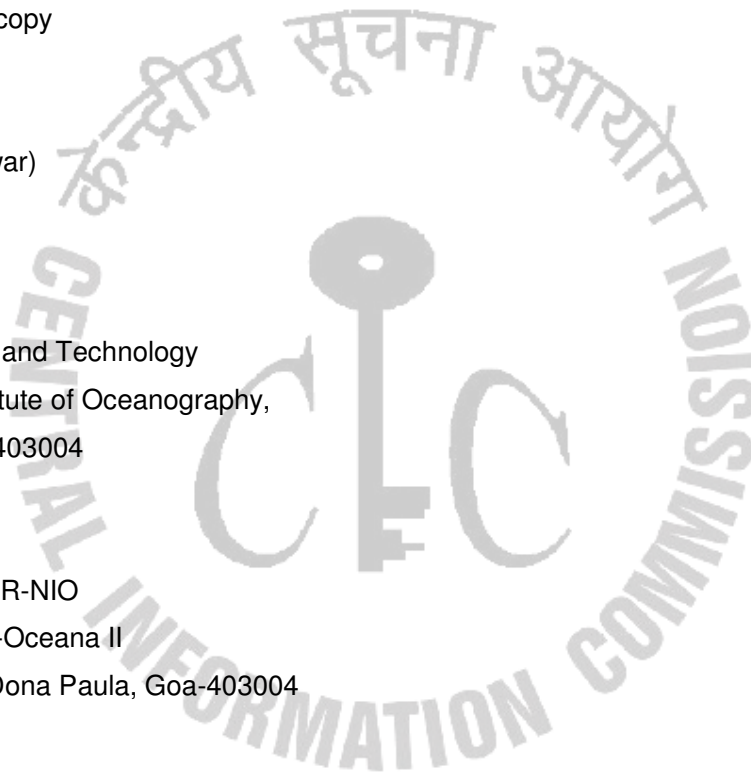 copy
केन्द्रीय सूचना आयोग
var)
CENTRAL INFORMATION COMMISSION
CIC
and Technology
tute of Oceanography,
403004
R-NIO
-Oceana II
Dona Paula, Goa-403004